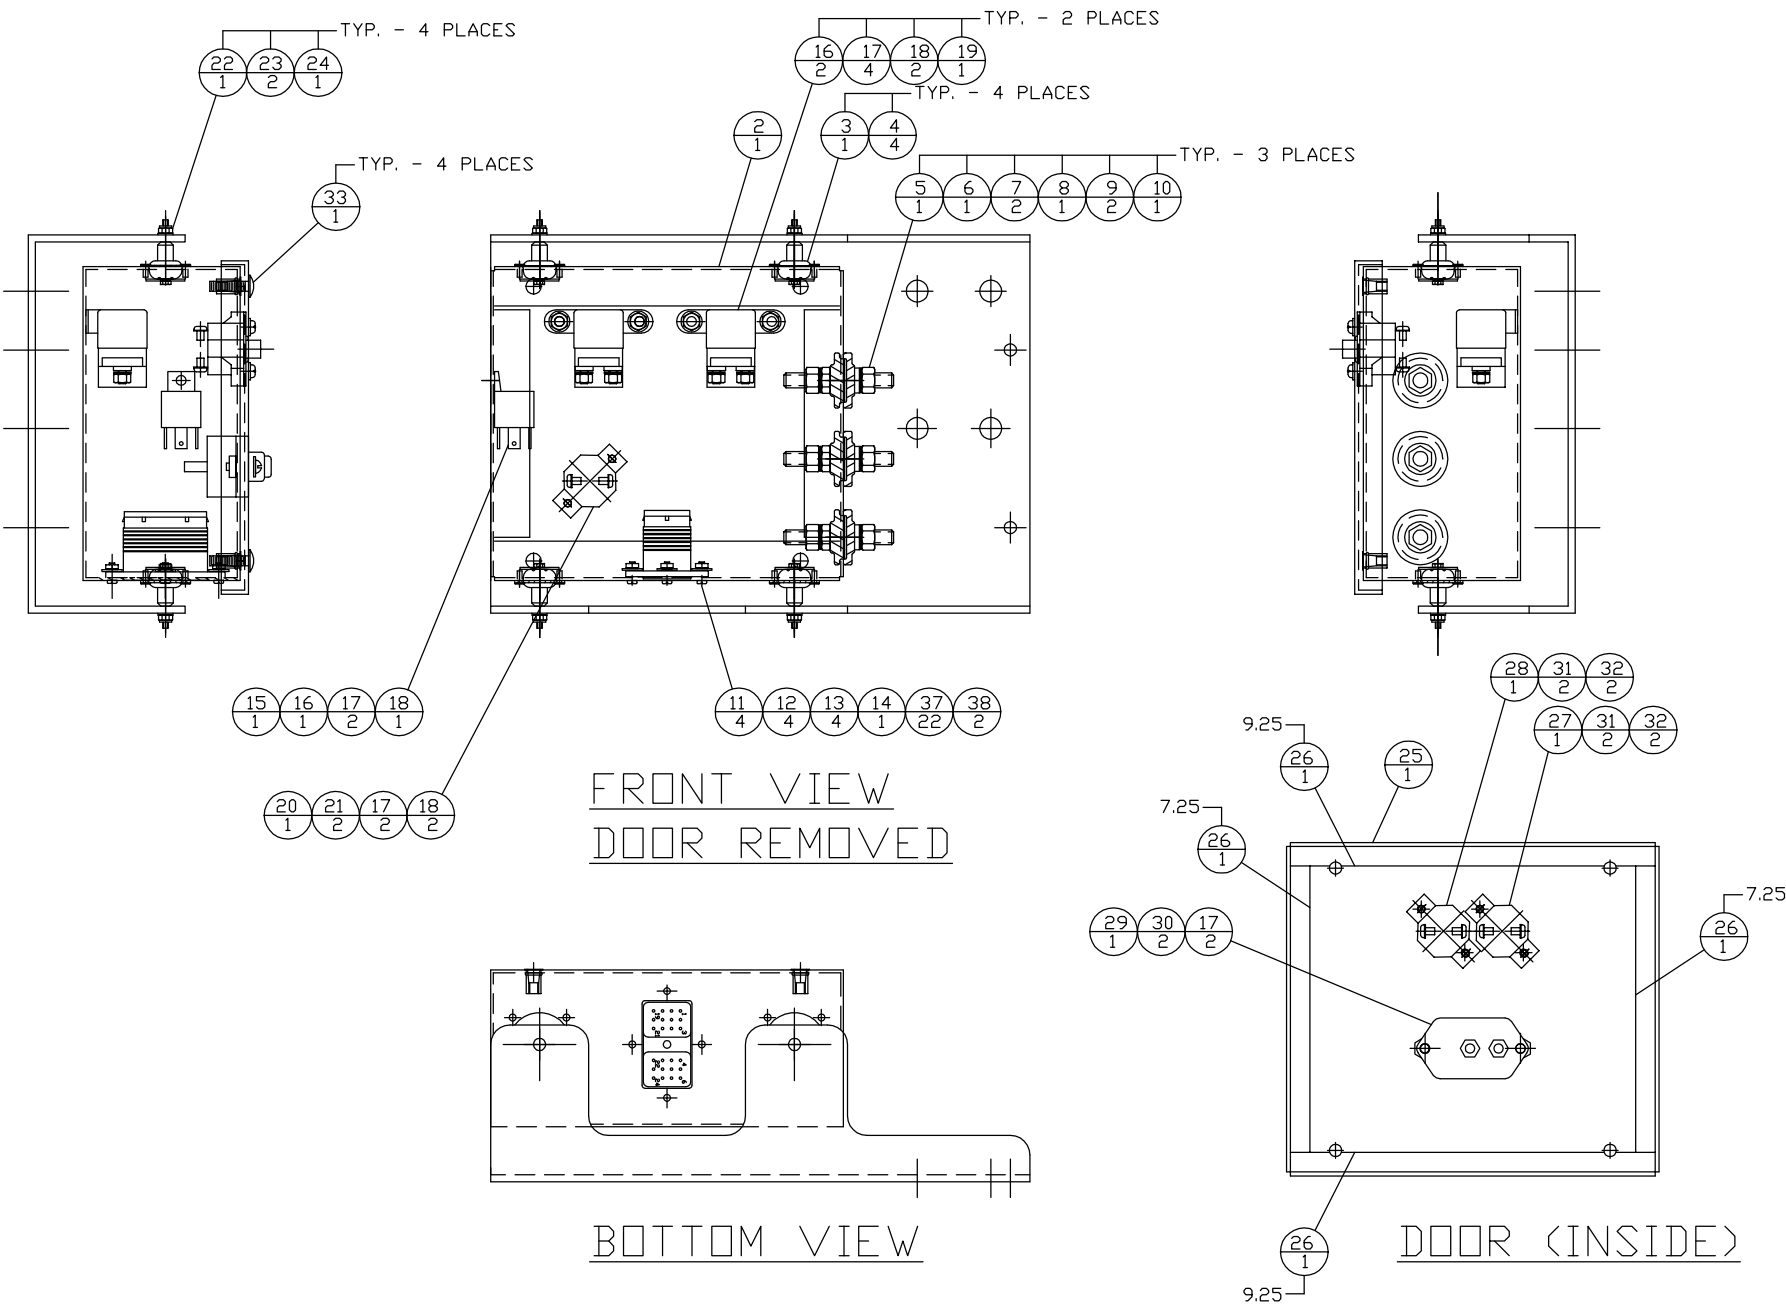 TYP. - 4 PLACES
22 23 24
1 2 1
TYP. - 2 PLACES
16 17 18 19
2 4 2 1
TYP. - 4 PLACES
3 4
1 4
2
1
TYP. - 3 PLACES
5 6 7 8 9 10
1 1 2 1 2 1
TYP. - 4 PLACES
33
1
15 16 17 18
1 1 2 1
11 12 13 14 37 38
4 4 4 1 22 2
20 21 17 18
1 2 2 2
FRONT VIEW
DOOR REMOVED
28 31 32
1 2 2
27 31 32
1 2 2
9.25
26
1
25
1
7.25
26
1
7.25
26
1
29 30 17
1 2 2
26
1
9.25
BOTTOM VIEW
DOOR (INSIDE)